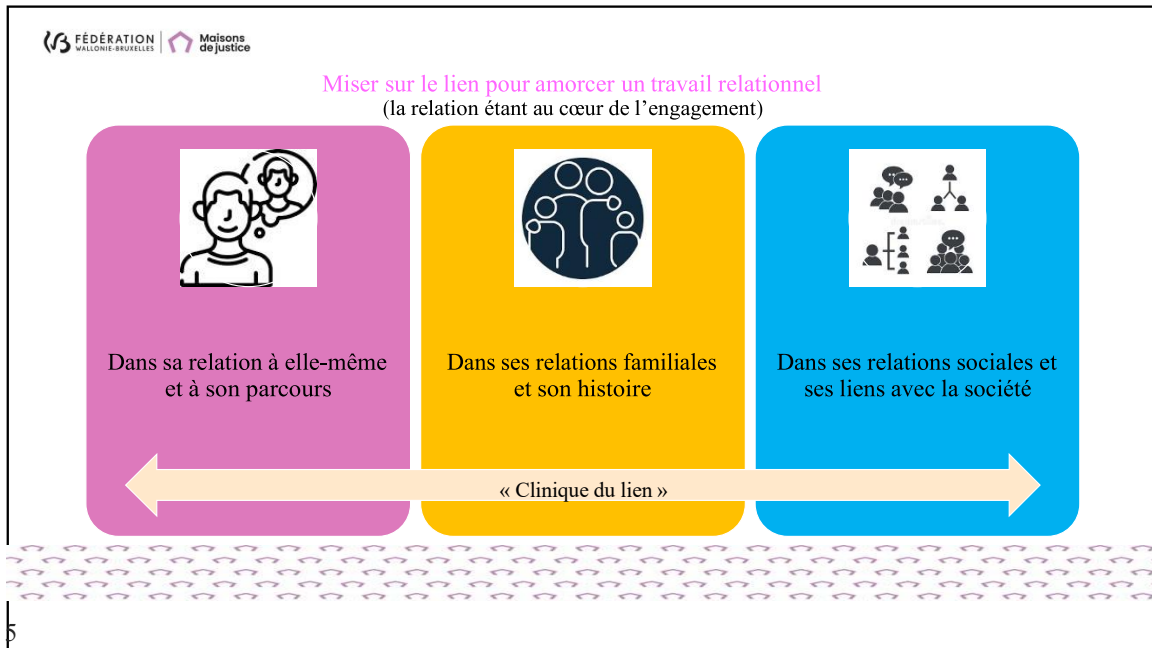 FÉDÉRATION
WALLONIE-BRUXELLES
Maisons
de justice
Miser sur le lien pour amorcer un travail relationnel
(la relation étant au cœur de l’engagement)
Dans sa relation à elle-même
et à son parcours
Dans ses relations familiales
et son histoire
Dans ses relations sociales et
ses liens avec la société
« Clinique du lien »
5